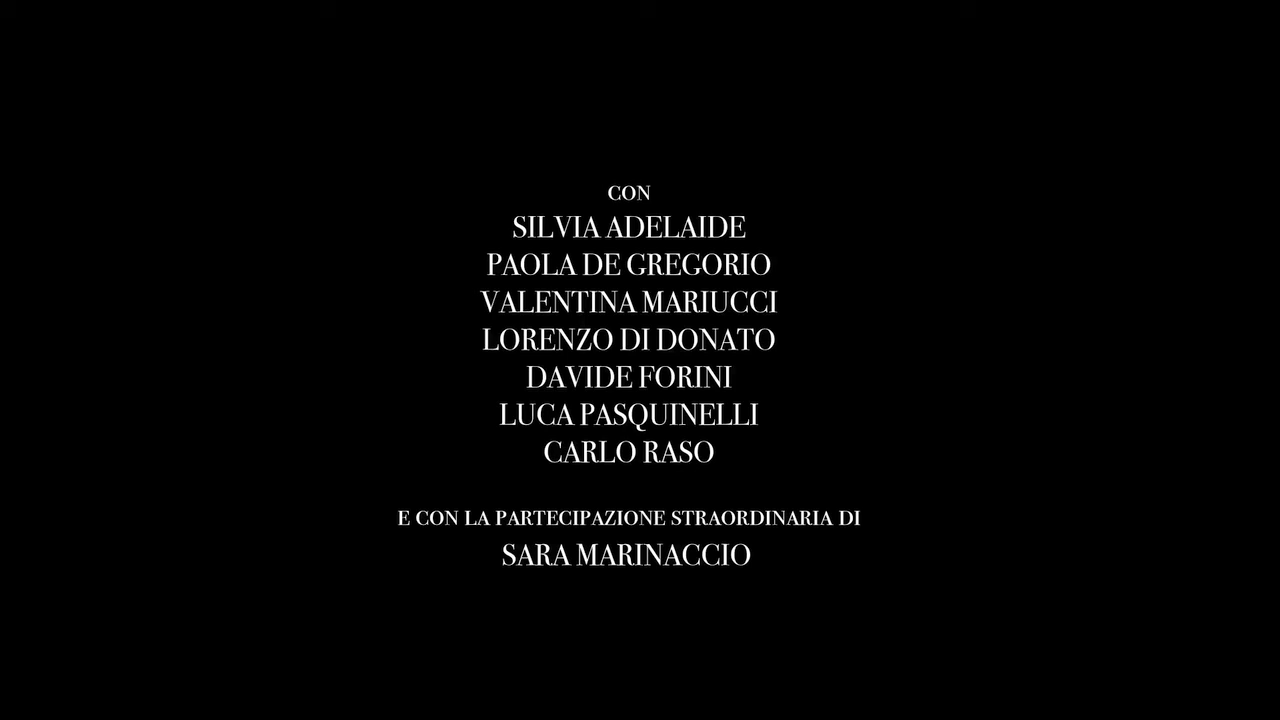 CON
SILVIA ADELAIDE
PAOLA DE GREGORIO
VALENTINA MARIUCCI
LORENZO DI DONATO
DAVIDE FORINI
LUCA PASQUINELLI
CARLO RASO
E CON LA PARTECIPAZIONE STRAORDINARIA DI
SARA MARINACCIO